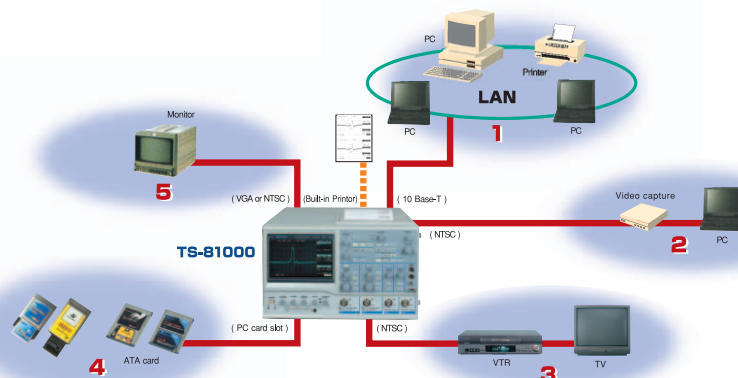 PC
Printer
LAN
PC
PC
1
Monitor
5
( VGA or NTSC )
(Built-in Printor)
( 10 Base-T )
Video capture
( NTSC )
2
PC
TS-81000
( PC card slot )
( NTSC )
ATA card
4
VTR
TV
3